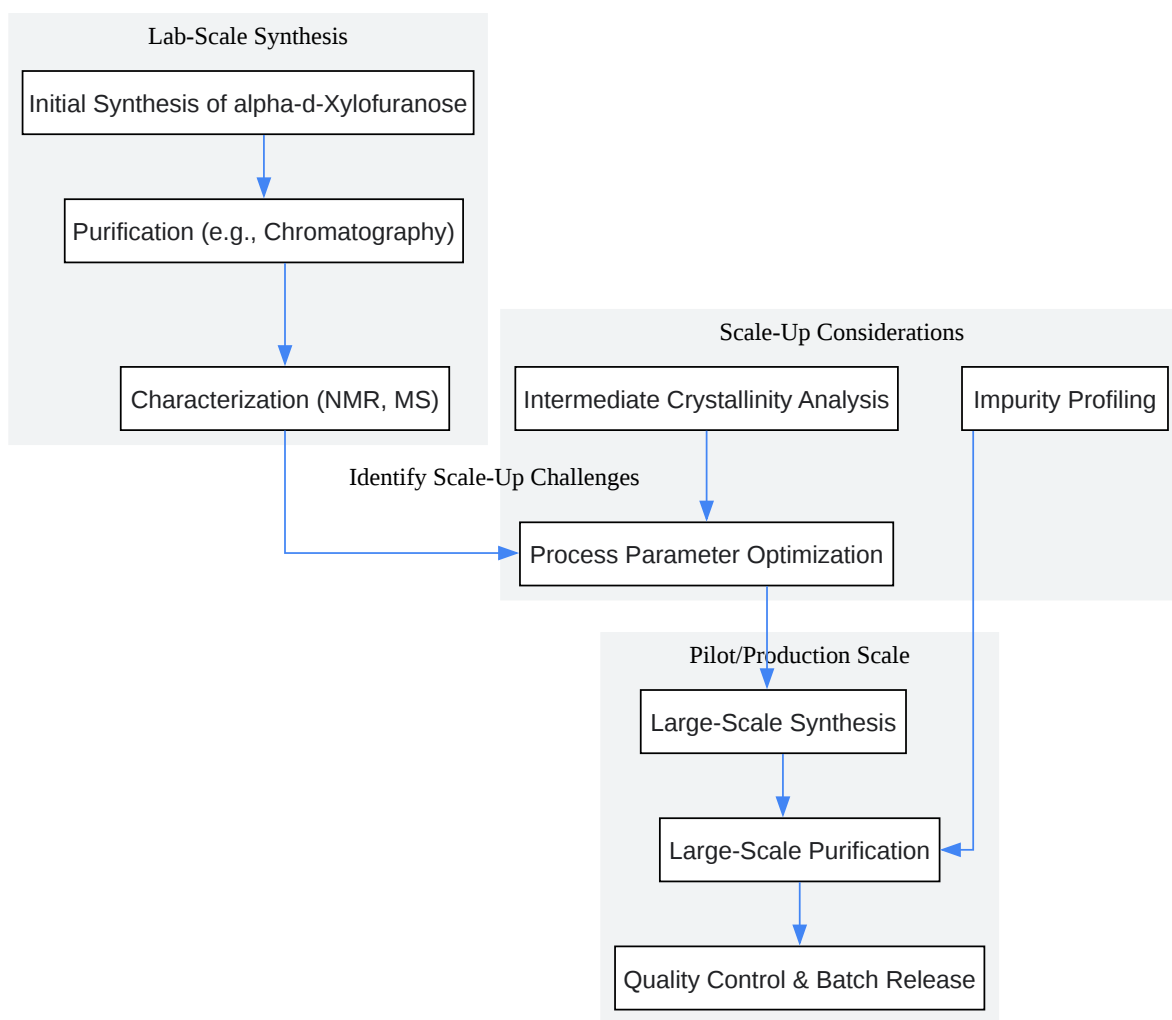 Lab-Scale Synthesis
Initial Synthesis of alpha-d-Xylofuranose
Purification (e.g., Chromatography)
Characterization (NMR, MS)
Scale-Up Considerations
Intermediate Crystallinity Analysis
Impurity Profiling
Identify Scale-Up Challenges
Process Parameter Optimization
Pilot/Production Scale
Large-Scale Synthesis
Large-Scale Purification
Quality Control & Batch Release